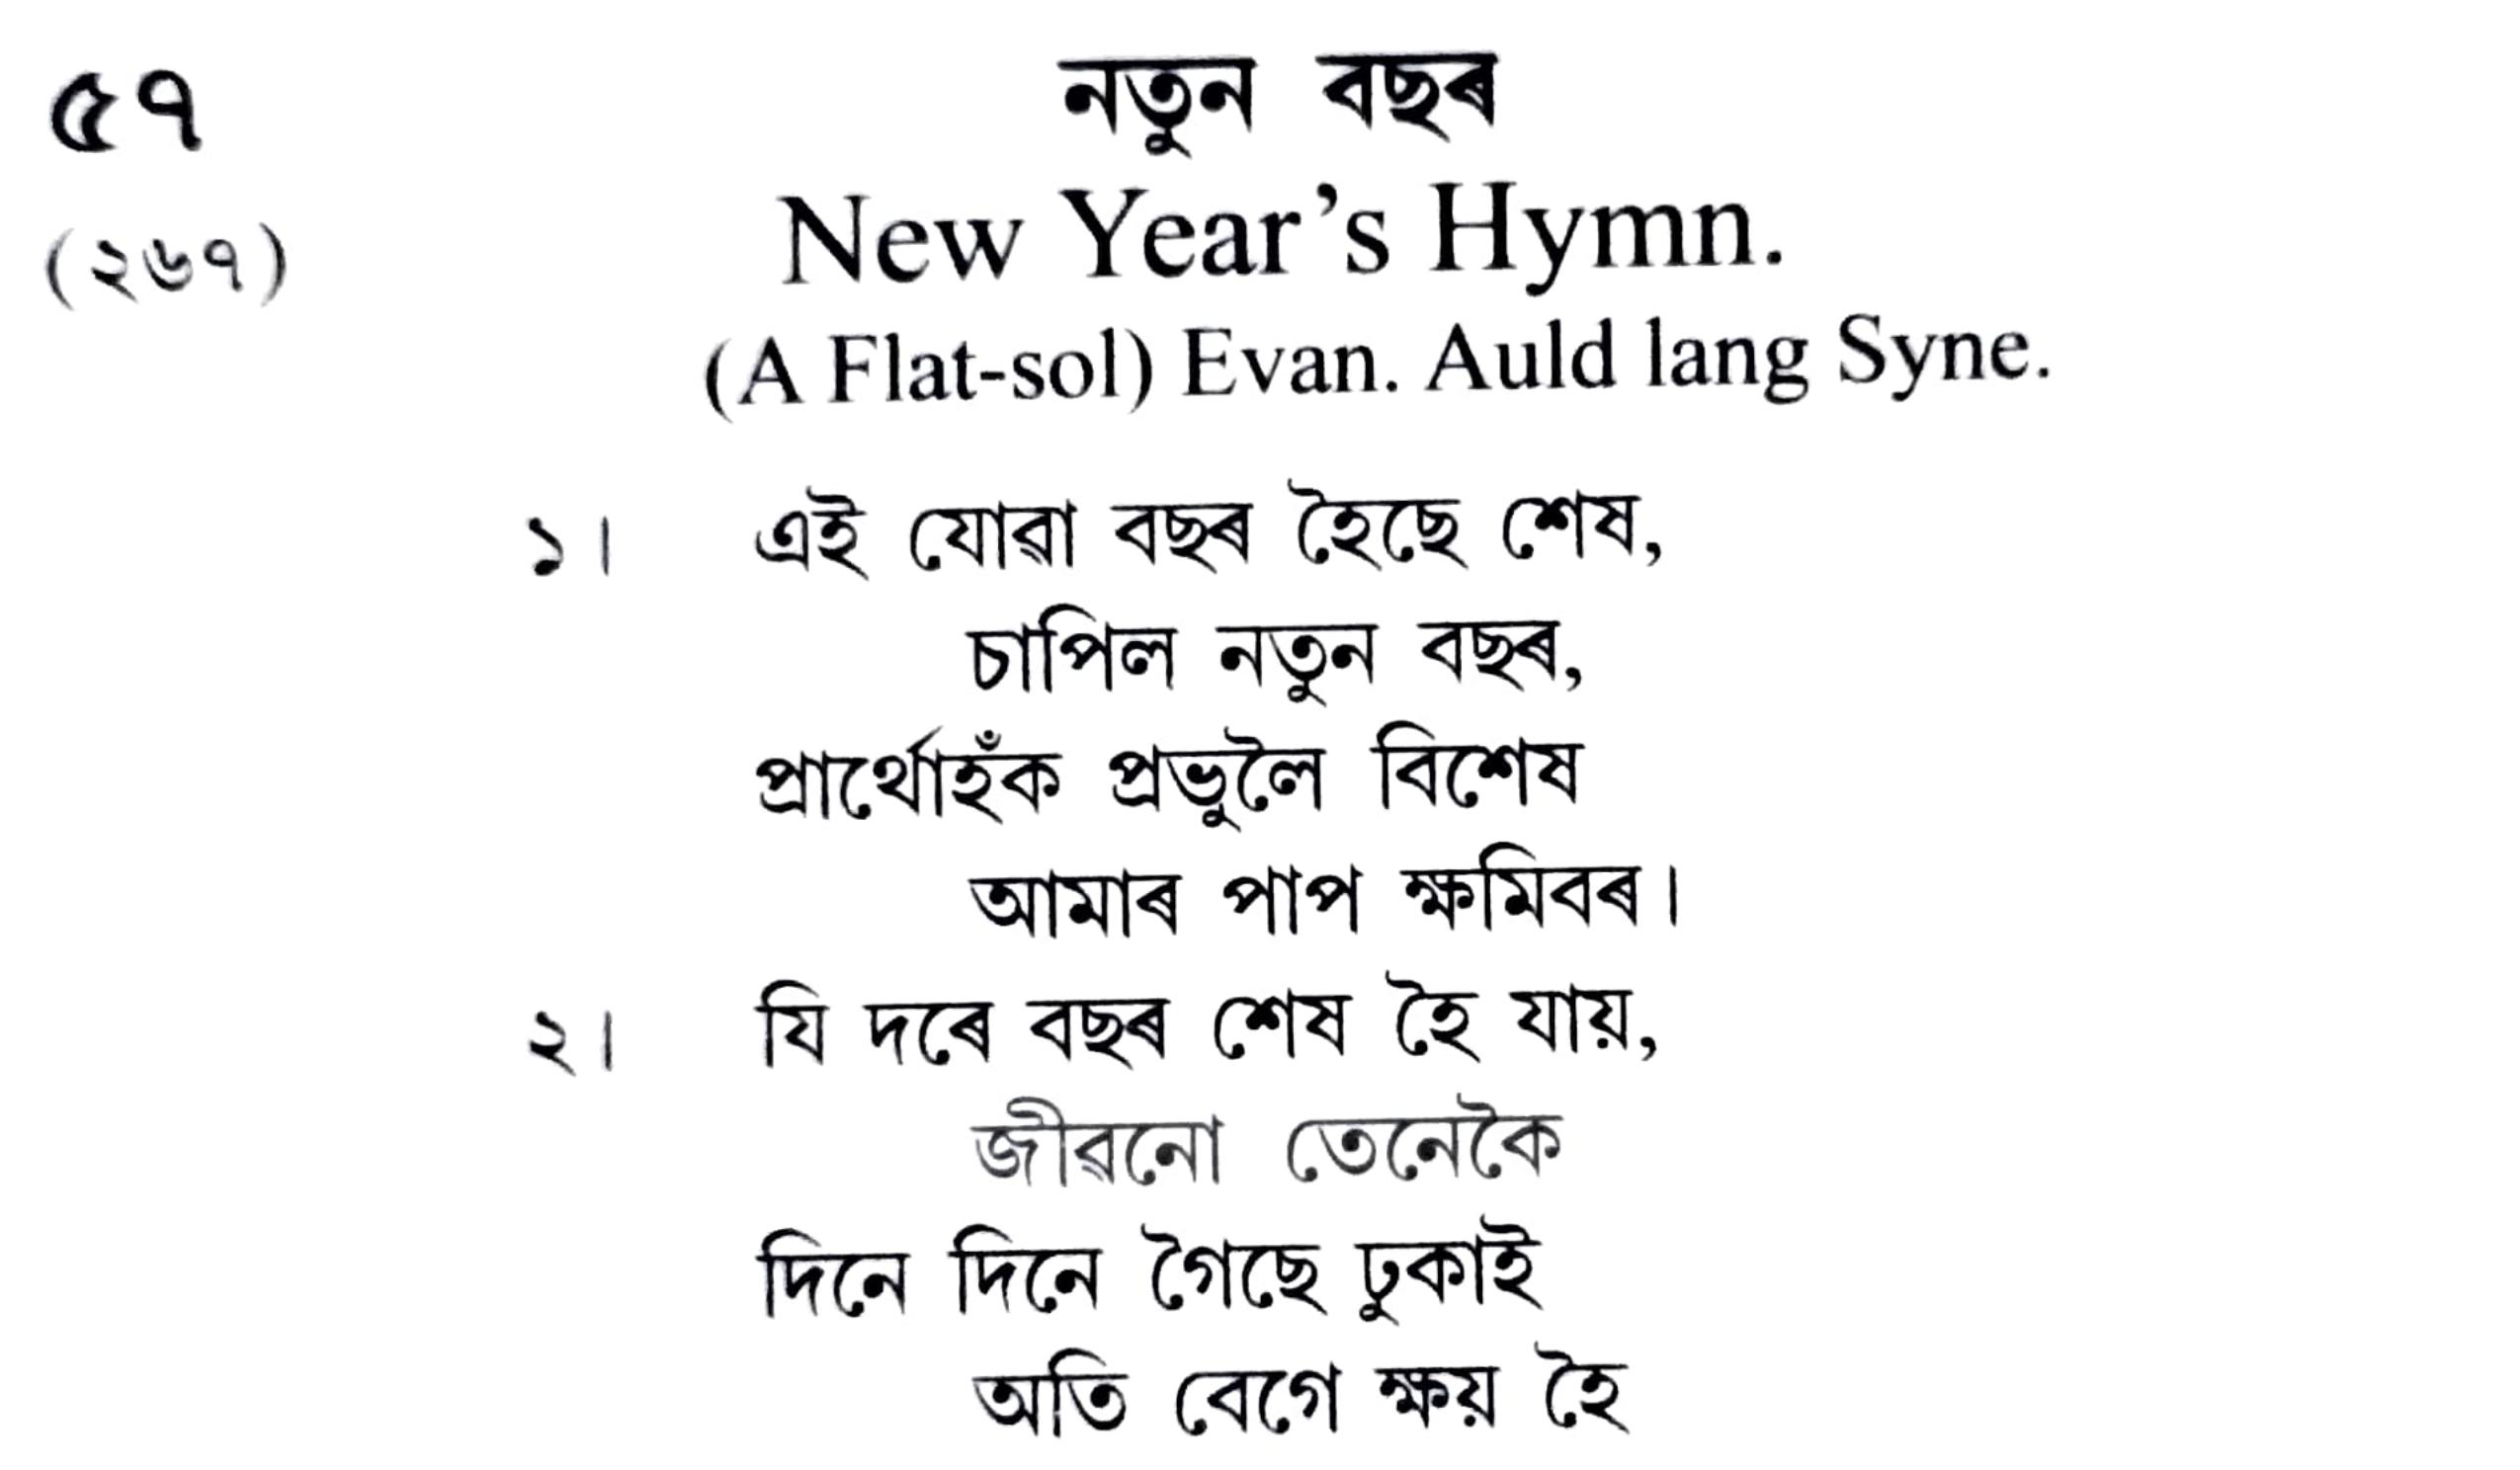 ৫৭
নতুন বছৰ
(২৬৭)
New Year's Hymn.
(A Flat-sol) Evan. Auld lang Syne.
১। এই যোৱা বছৰ হৈছে শেষ,
চাপিল নতুন বছৰ,
প্ৰাৰ্থোহঁক প্ৰভুলৈ বিশেষ
আমাৰ পাপ ক্ষমিবৰ।
২। যি দৰে বছৰ শেষ হৈ যায়,
জীৱনো তেনেকৈ
দিনে দিনে গৈছে ঢুকাই
অতি বেগে ক্ষয় হৈ